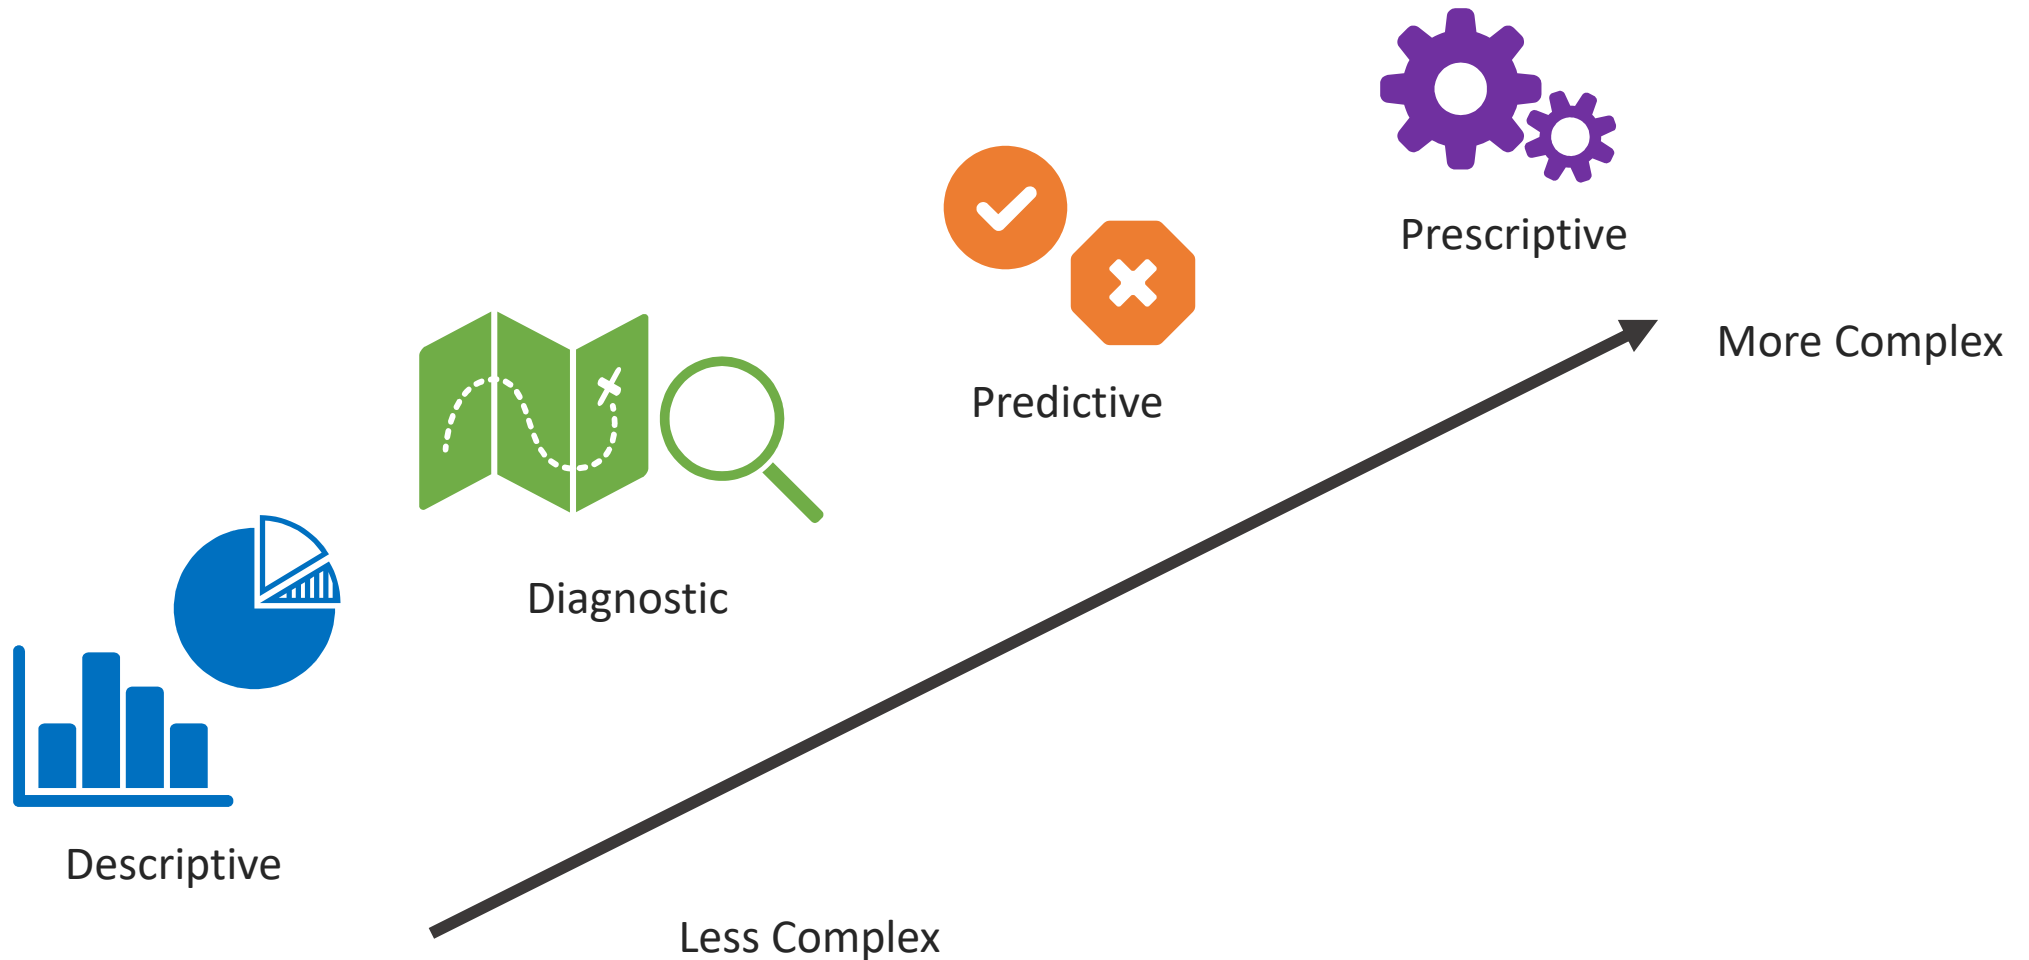 Prescriptive
More Complex
Predictive
Diagnostic
Descriptive
Less Complex